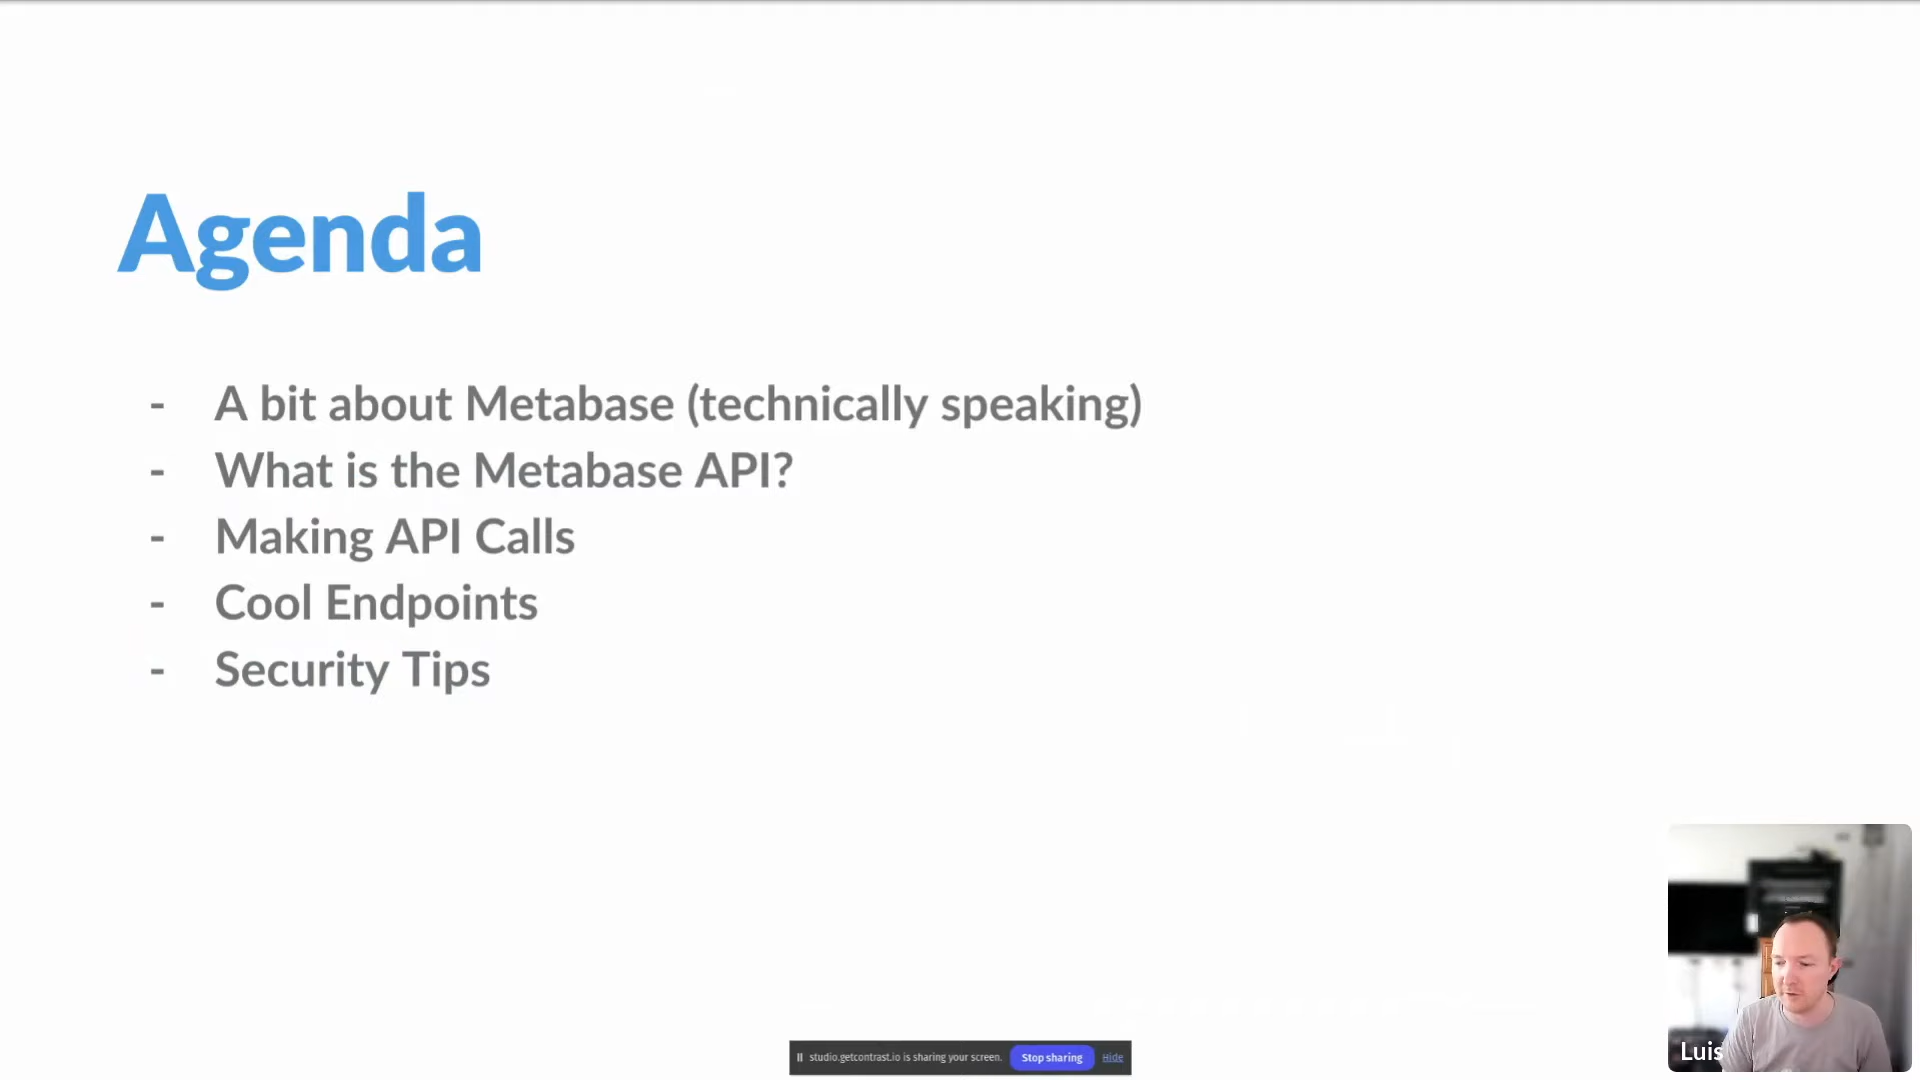 Agenda
- A bit about Metabase (technically speaking)
- What is the Metabase API?
- Making API Calls
- Cool Endpoints
- Security Tips
studio.getcontrast.io is sharing your screen. Stop sharing Hide
Luis